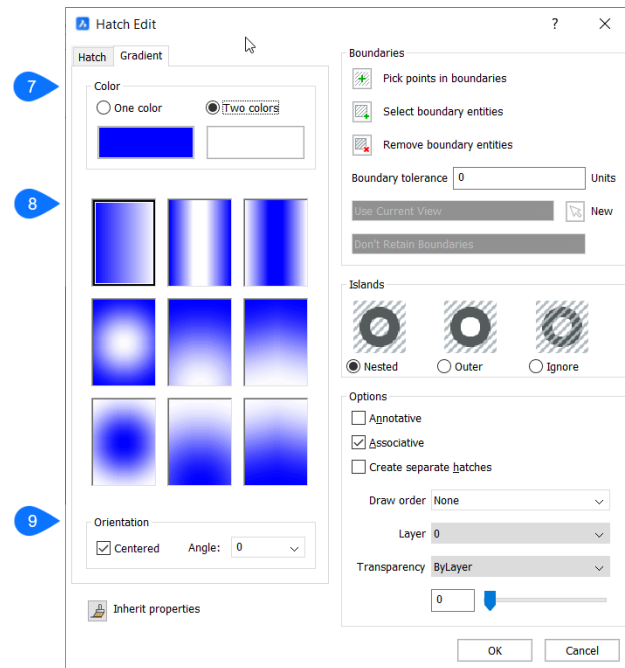 Hatch Edit
?
Hatch
Gradient
7
Color
One color
Two colors
8
9
Orientation
Centered
Angle:
0
Inherit properties
Boundaries
Pick points in boundaries
Select boundary entities
Remove boundary entities
Boundary tolerance
0
Units
Use Current View
New
Don't Retain Boundaries
Islands
Nested
Outer
Ignore
Options
Annotative
Associative
Create separate hatches
Draw order
None
Layer
0
Transparency
ByLayer
0
OK
Cancel